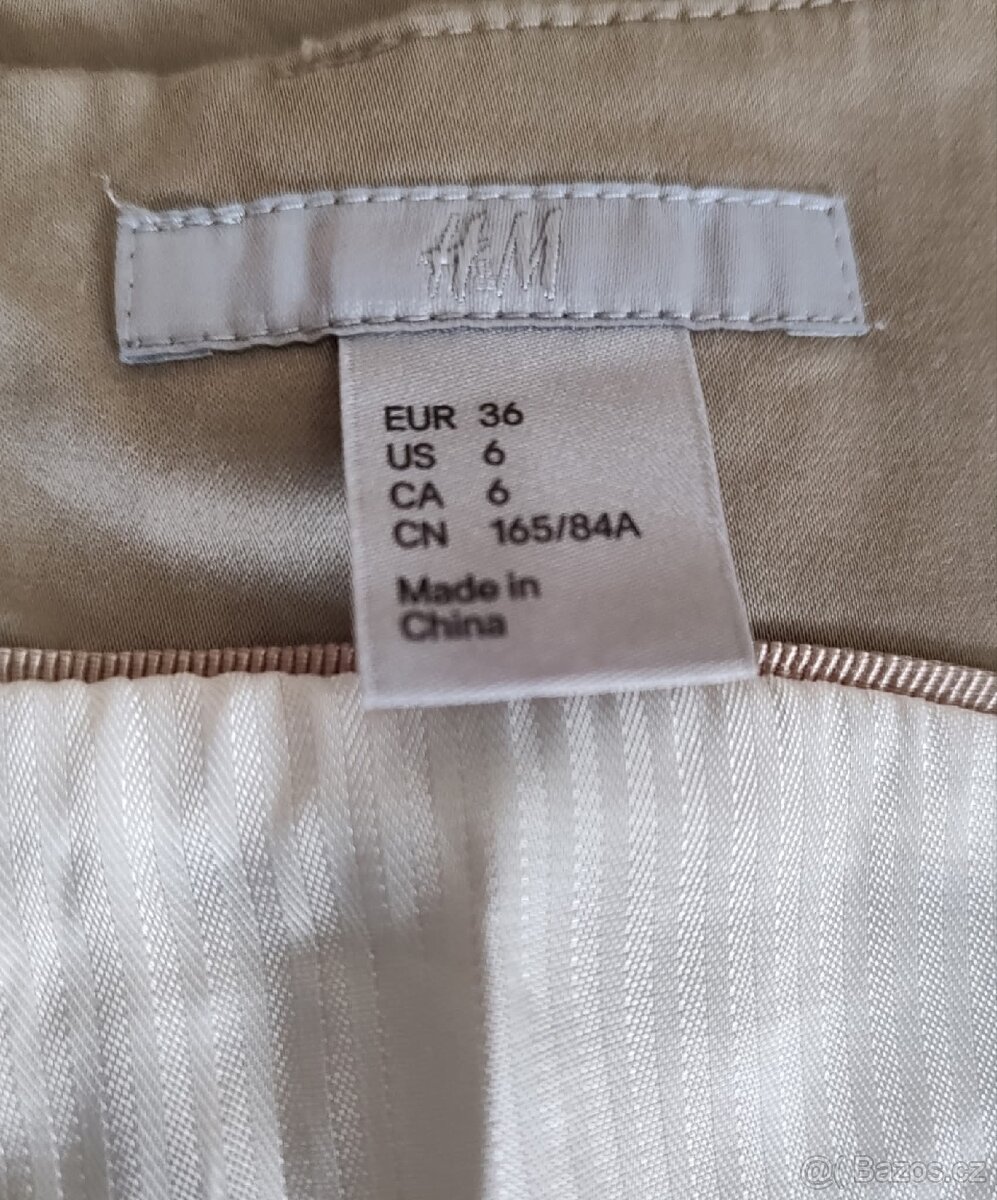 H&M
EUR 36
US 6
CA 6
CN 165/84A
Made in
China
@( Bazos.cz